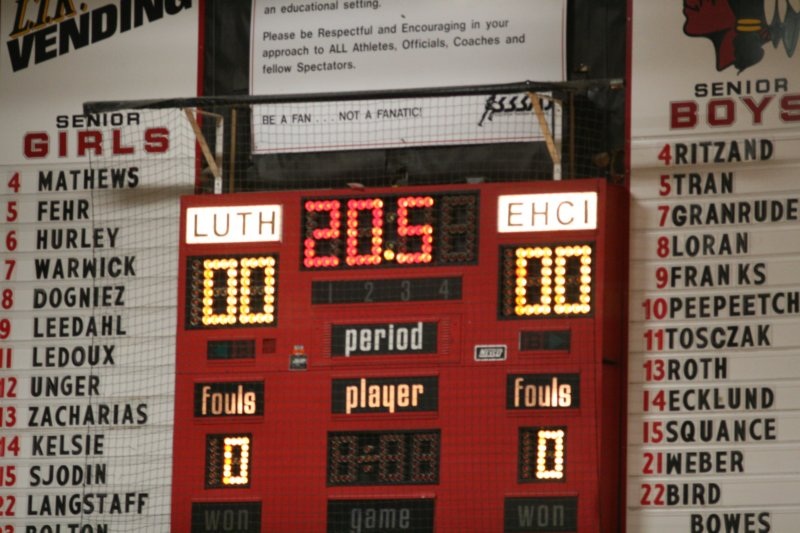 VENDING
SENIOR
GIRLS
4 MATHEWS
5 FEHR
6 HURLEY
7 WARWICK
8 DOGNIEZ
9 LEEDAHL
11 LEDOUX
12 UNGER
13 ZACHARIAS
14 KELSIE
15 SJODIN
22 LANGSTAFF
BOLTON
an educational setting.
Please be Respectful and Encouraging in your
approach to ALL Athletes, Officials, Coaches and
fellow Spectators.
BE A FAN . . . NOT A FANATIC!
LUTH
20.5
EHCI
00
00
1 2 3 4
period
fouls
player
fouls
0
0
won
game
won
SENIOR
BOYS
4 RITZAND
5 TRAN
7 GRANRUDE
8 LORAN
9 FRANKS
10 PEEPEETCH
11 TOSCZAK
13 ROTH
14 ECKLUND
15 SQUANCE
21 WEBER
22 BIRD
BOWES